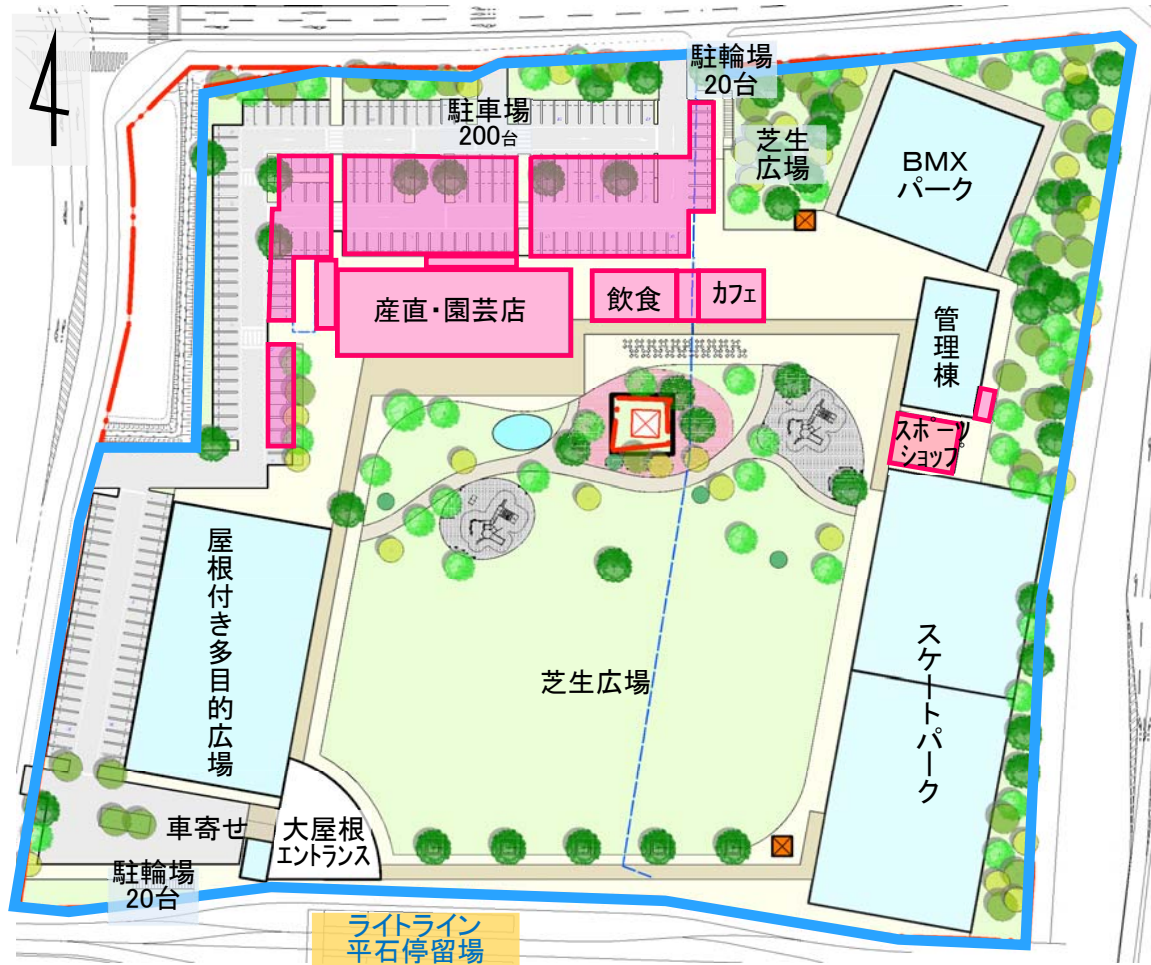 駐輪場
20台
駐車場
200台
芝生
広場
BMX
パーク
産直・園芸店
飲食
カフェ
管理棟
スポーツ
ショップ
屋根付き多目的広場
芝生広場
スケートパーク
車寄せ
大屋根
エントランス
駐輪場
20台
ライトライン
平石停留場